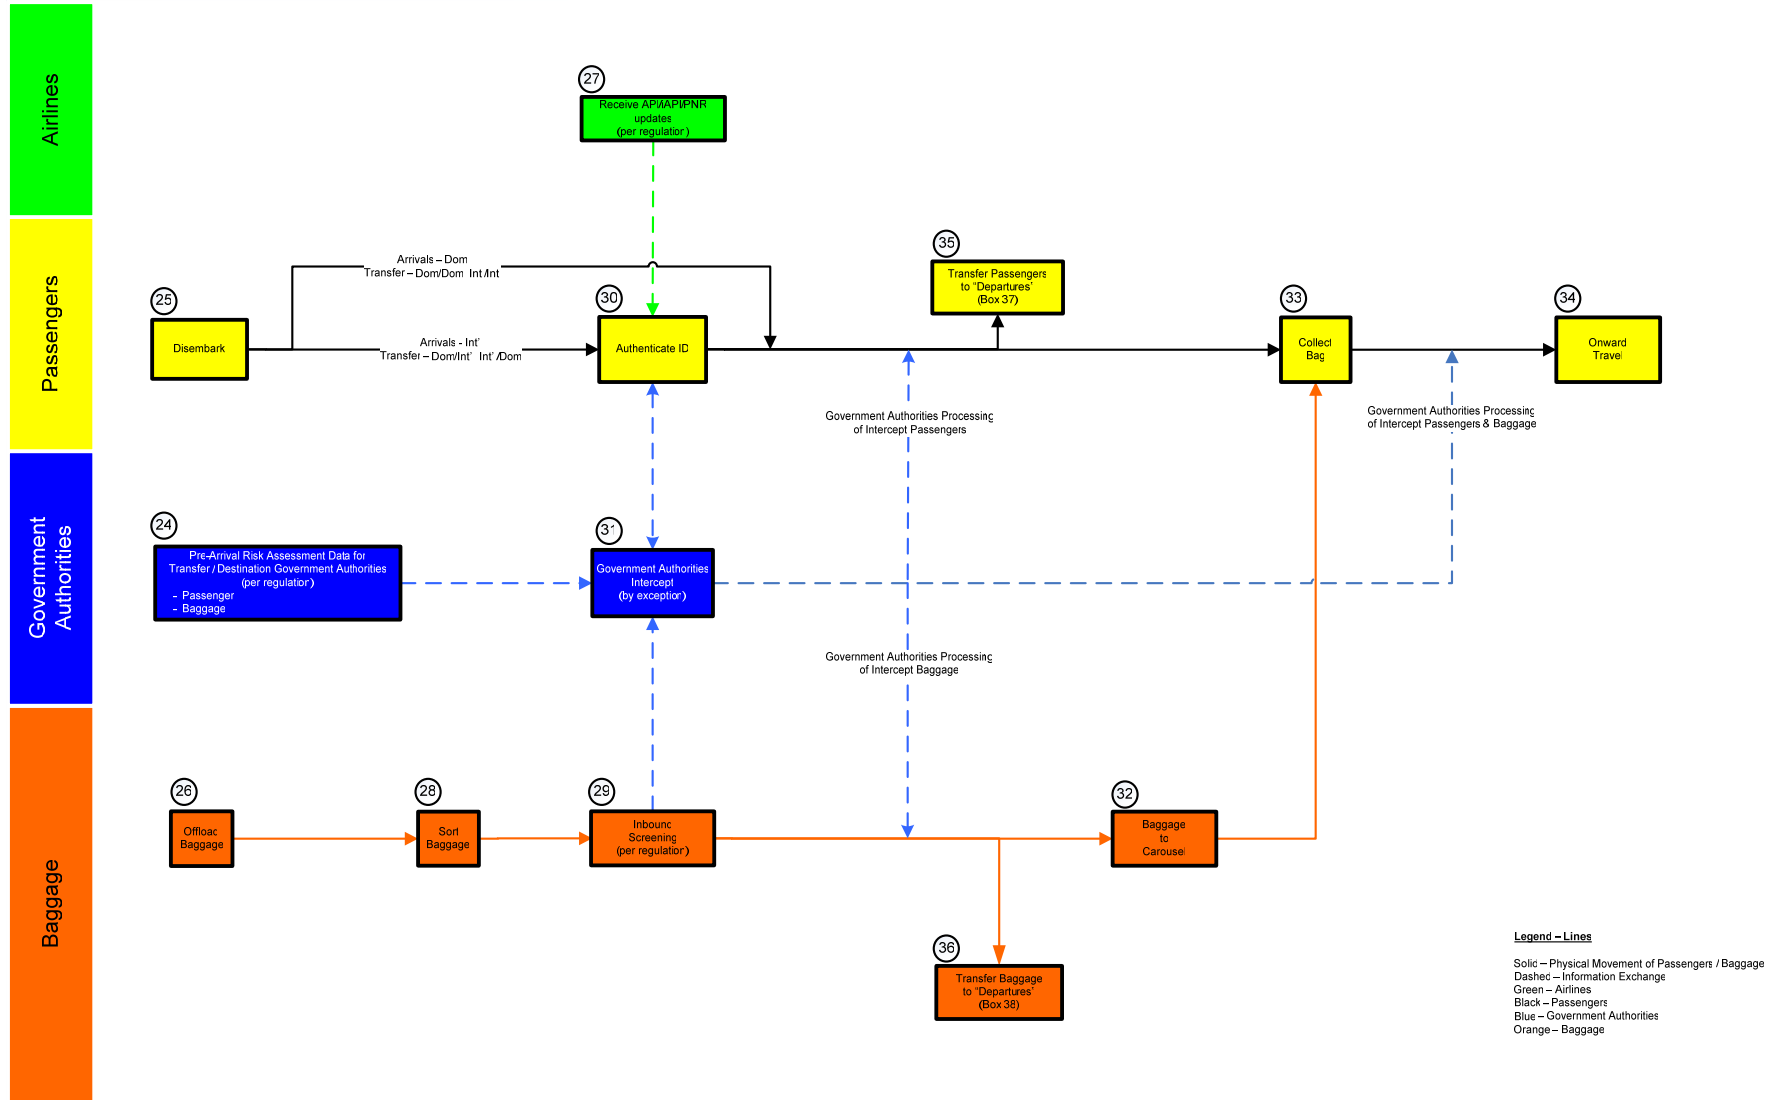 Airlines
27
Receive API/iAPI/PNR
updates
(per regulation)
Passengers
25
Disembark
Arrivals – Dom
Transfer – Dom/Dom Int'/Int
Arrivals - Int'
Transfer – Dom/Int' Int'/Dom
30
Authenticate ID
35
Transfer Passengers
to "Departures'
(Box 37)
33
Collect
Bag
34
Onward
Travel
Government Authorities Processing
of Intercept Passengers
Government Authorities Processing
of Intercept Passengers & Baggage
Government
Authorities
24
Pre-Arrival Risk Assessment Data for
Transfer / Destination Government Authorities
(per regulation)
- Passenger
- Baggage
31
Government Authorities
Intercept
(by exception)
Government Authorities Processing
of Intercept Baggage
Baggage
26
Offload
Baggage
28
Sort
Baggage
29
Inbound
Screening
(per regulation)
32
Baggage
to
Carousel
36
Transfer Baggage
to "Departures'
(Box 38)
Legend – Lines
Solid – Physical Movement of Passengers / Baggage
Dashed – Information Exchange
Green – Airlines
Black – Passengers
Blue – Government Authorities
Orange – Baggage